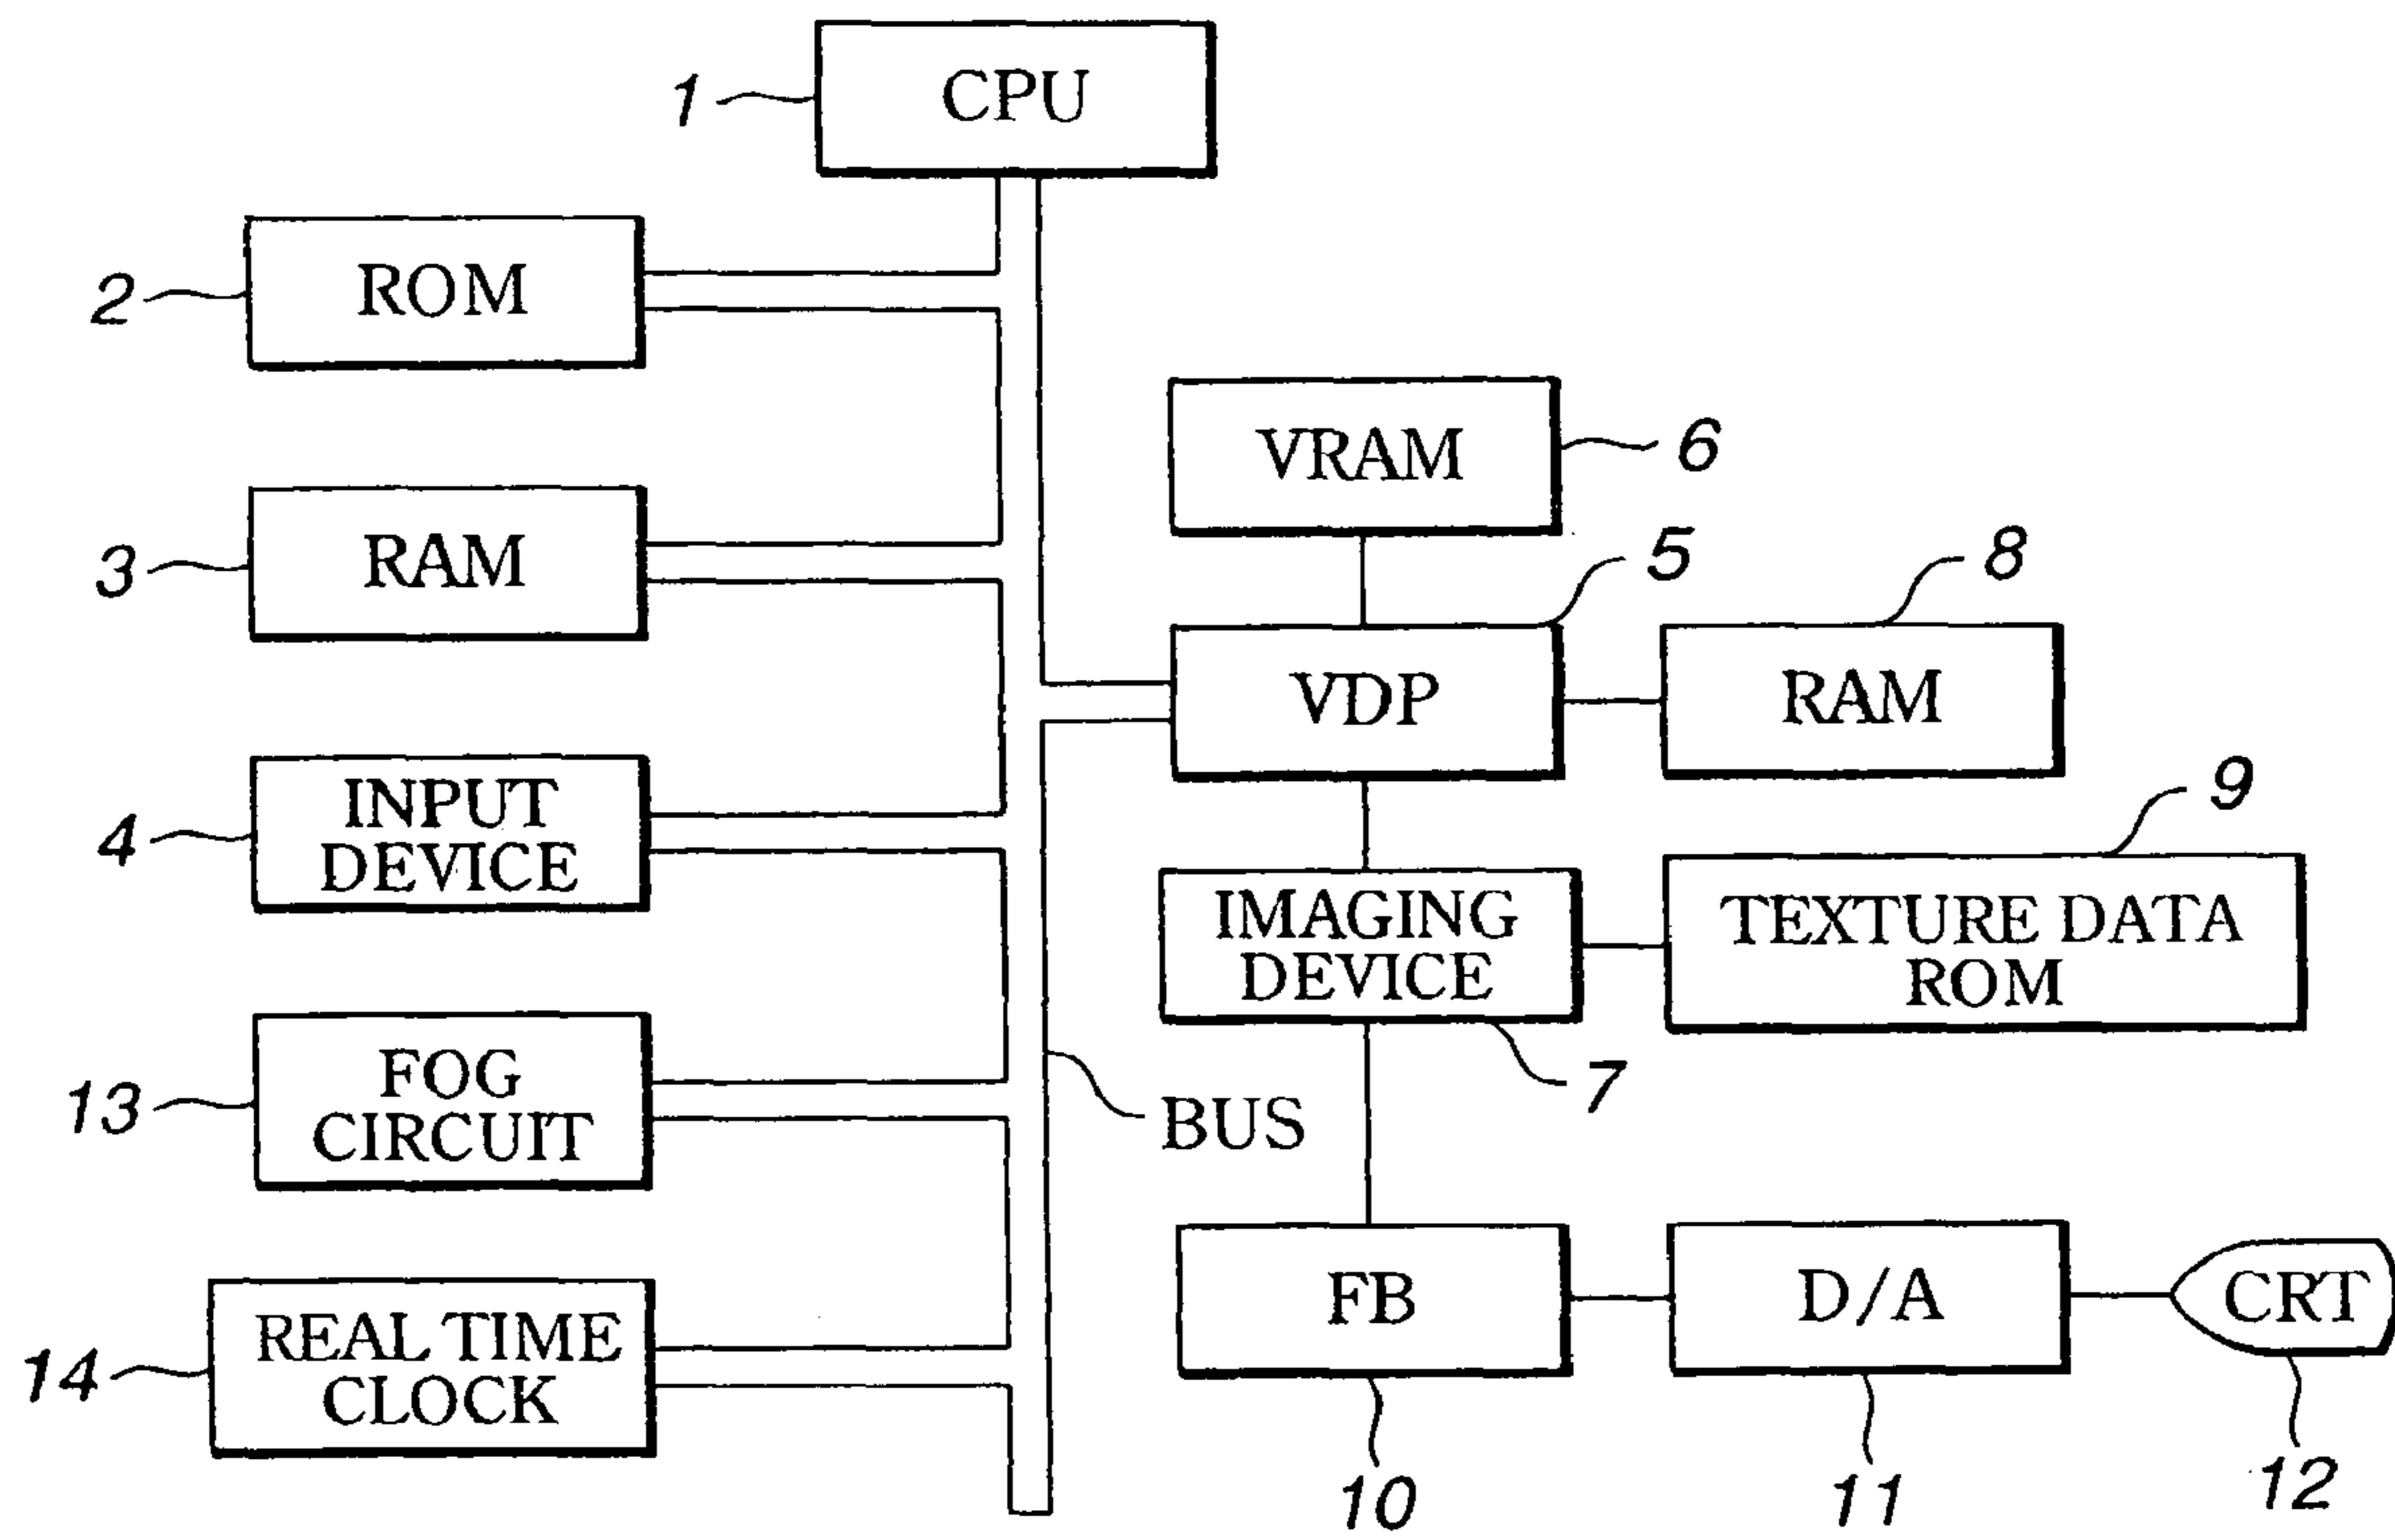 CPU
1
ROM
2
VRAM
6
RAM
3
5
8
VDP
RAM
INPUT
DEVICE
4
9
IMAGING
DEVICE
TEXTURE DATA
ROM
7
FOG
CIRCUIT
13
BUS
REAL TIME
CLOCK
14
FB
D/A
CRT
10
11
12